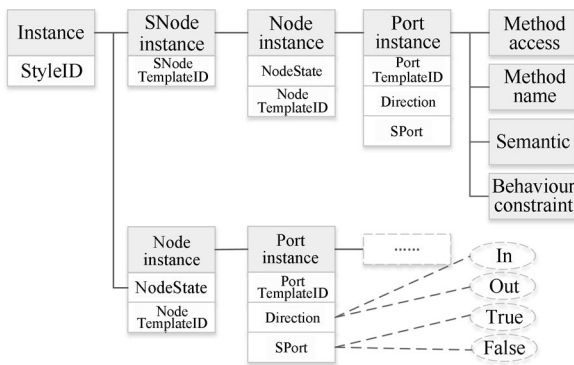 Instance
StyleID
SNode
instance
SNode
TemplateID
Node
instance
NodeState
Node
TemplateID
Port
instance
Port
TemplateID
Direction
SPort
Method
access
Method
name
Semantic
Behaviour
constraint
Node
instance
NodeState
Node
TemplateID
Port
instance
Port
TemplateID
Direction
SPort
......
In
Out
True
False